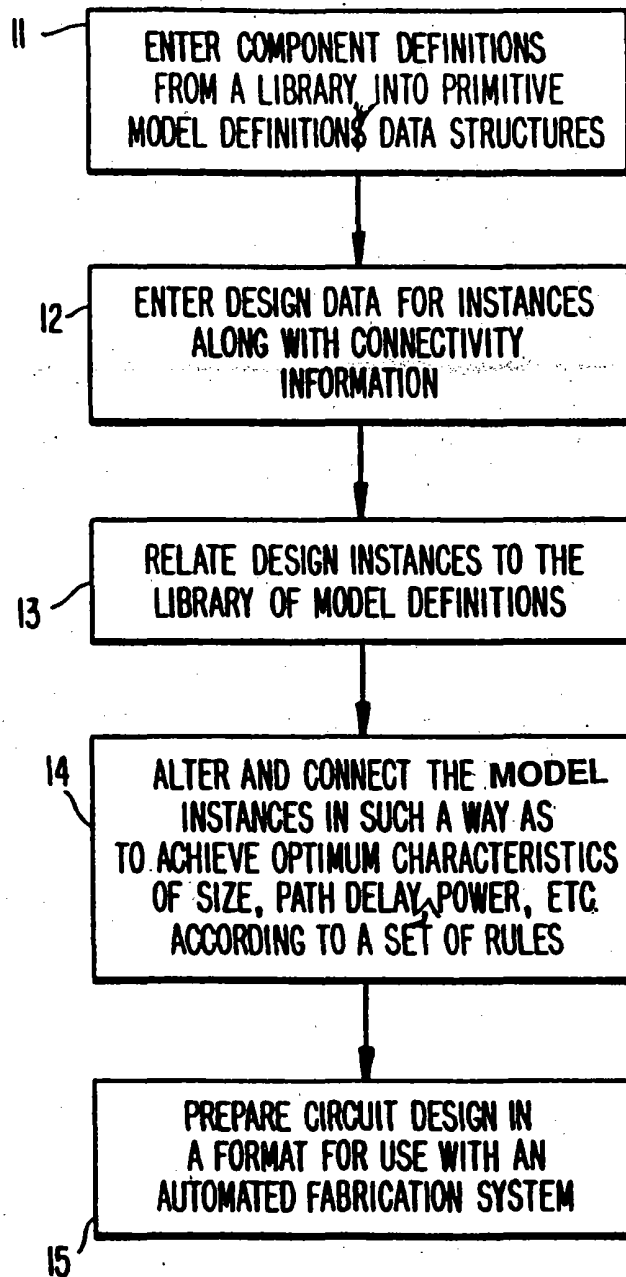 11
ENTER COMPONENT DEFINITIONS
FROM A LIBRARY INTO PRIMITIVE
MODEL DEFINITION DATA STRUCTURES
12
ENTER DESIGN DATA FOR INSTANCES
ALONG WITH CONNECTIVITY
INFORMATION
13
RELATE DESIGN INSTANCES TO THE
LIBRARY OF MODEL DEFINITIONS
14
ALTER AND CONNECT THE MODEL
INSTANCES IN SUCH A WAY AS
TO ACHIEVE OPTIMUM CHARACTERISTICS
OF SIZE, PATH DELAY, POWER, ETC.
ACCORDING TO A SET OF RULES
PREPARE CIRCUIT DESIGN IN
A FORMAT FOR USE WITH AN
AUTOMATED FABRICATION SYSTEM
15